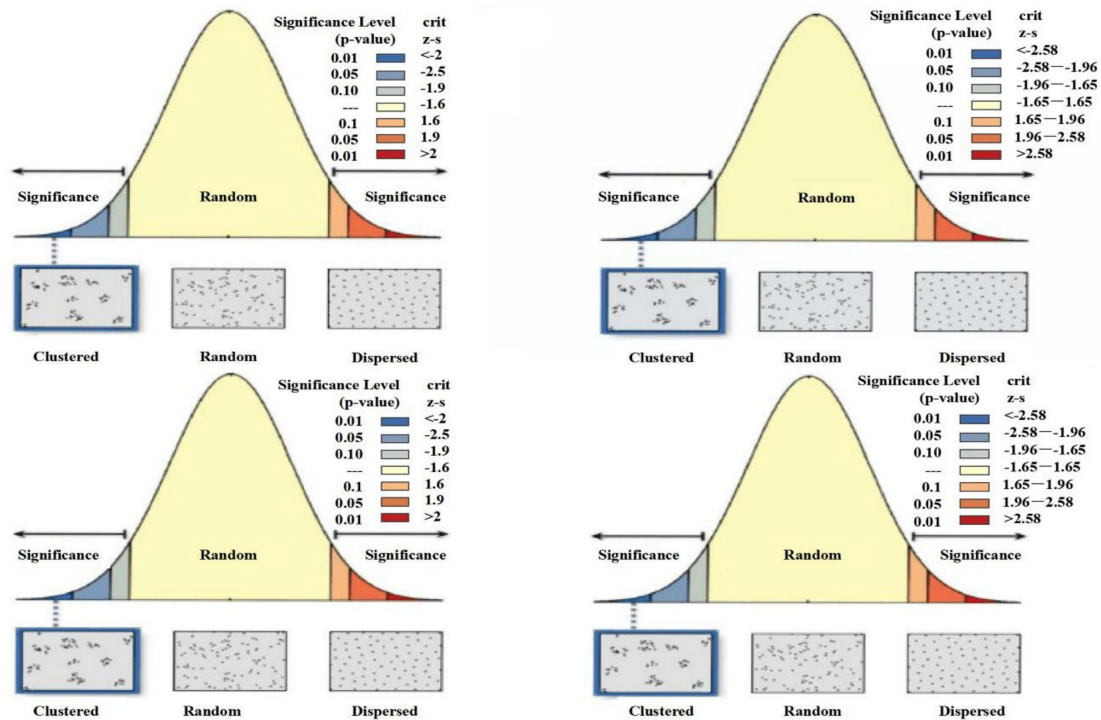 Significance Level crit
(p-value) z-s
0.01 <-2
0.05 -2.5
0.10 -1.9
--- -1.6
0.1 1.6
0.05 1.9
0.01 >2
Significance Random Significance
Clustered Random Dispersed
Significance Level crit
(p-value) z-s
0.01 <-2.58
0.05 -2.58—-1.96
0.10 -1.96—-1.65
--- -1.65—1.65
0.1 1.65—1.96
0.05 1.96—2.58
0.01 >2.58
Significance Random Significance
Clustered Random Dispersed
Significance Level crit
(p-value) z-s
0.01 <-2
0.05 -2.5
0.10 -1.9
--- -1.6
0.1 1.6
0.05 1.9
0.01 >2
Significance Random Significance
Clustered Random Dispersed
Significance Level crit
(p-value) z-s
0.01 <-2.58
0.05 -2.58—-1.96
0.10 -1.96—-1.65
--- -1.65—1.65
0.1 1.65—1.96
0.05 1.96—2.58
0.01 >2.58
Significance Random Significance
Clustered Random Dispersed